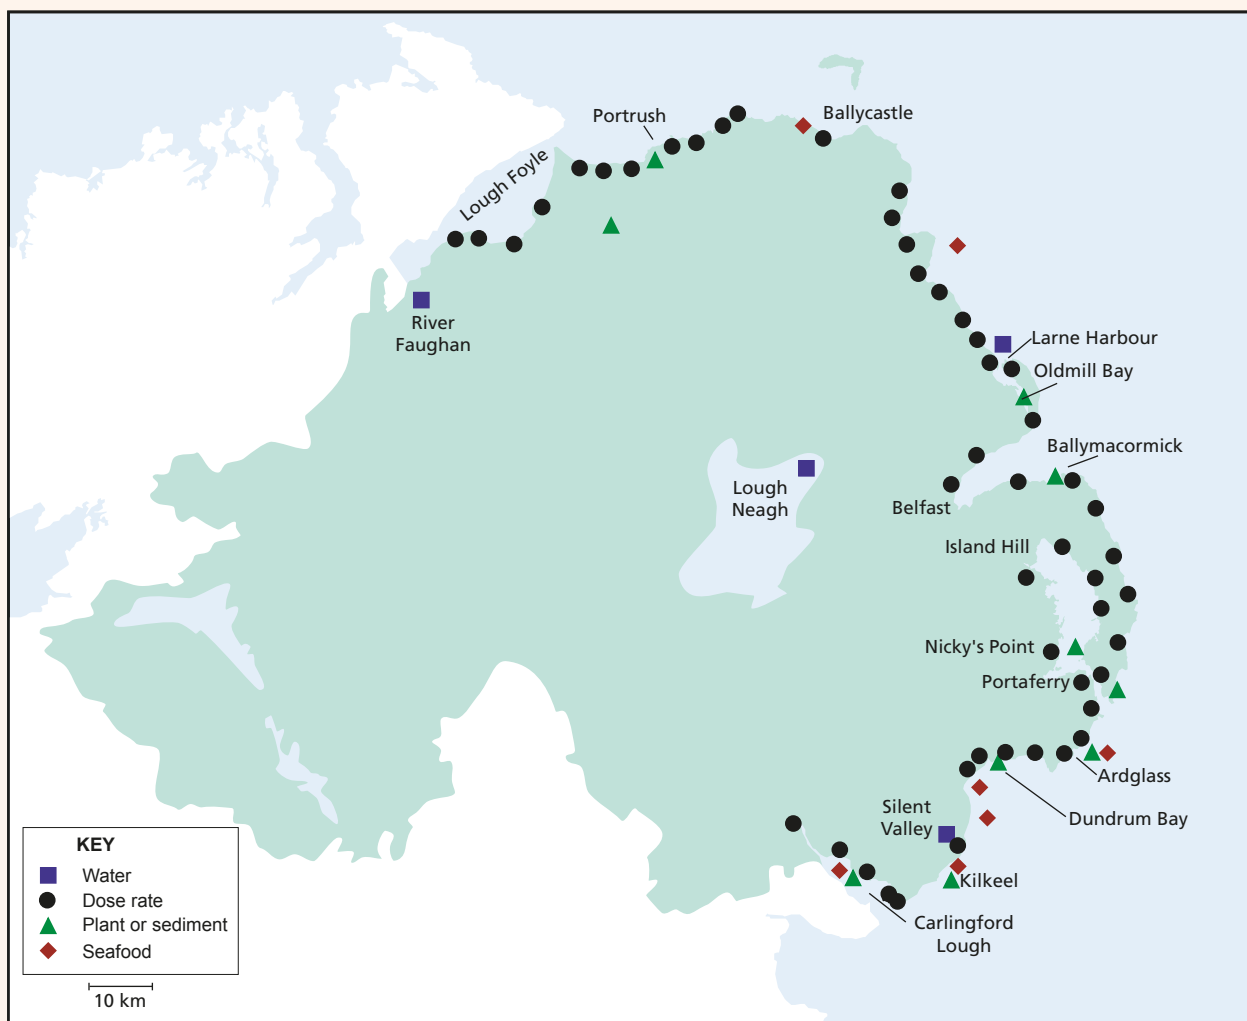 Portrush
Ballycastle
Lough Foyle
River
Faughan
Larne Harbour
Oldmill Bay
Ballymacormick
Lough
Neagh
Belfast
Island Hill
Nicky's Point
Portaferry
Ardglass
Silent
Valley
Dundrum Bay
Kilkeel
Carlingford
Lough
KEY
Water
Dose rate
Plant or sediment
Seafood
10 km